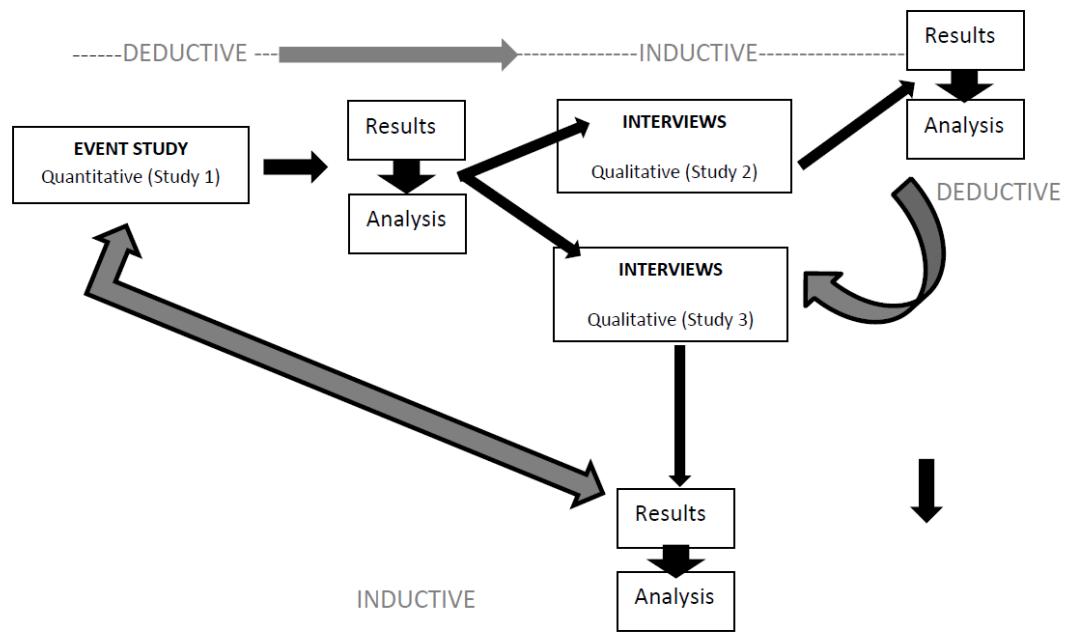 DEDUCTIVE
INDUCTIVE
Results
Analysis
EVENT STUDY
Quantitative (Study 1)
Results
Analysis
INTERVIEWS
Qualitative (Study 2)
DEDUCTIVE
INTERVIEWS
Qualitative (Study 3)
Results
Analysis
INDUCTIVE